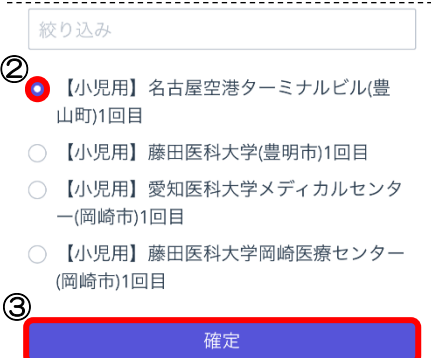 絞り込み
②
【小児用】名古屋空港ターミナルビル(豊
山町)1回目
【小児用】藤田医科大学(豊明市)1回目
【小児用】愛知医科大学メディカルセンタ
ー(岡崎市)1回目
【小児用】藤田医科大学岡崎医療センター
(岡崎市)1回目
③
確定